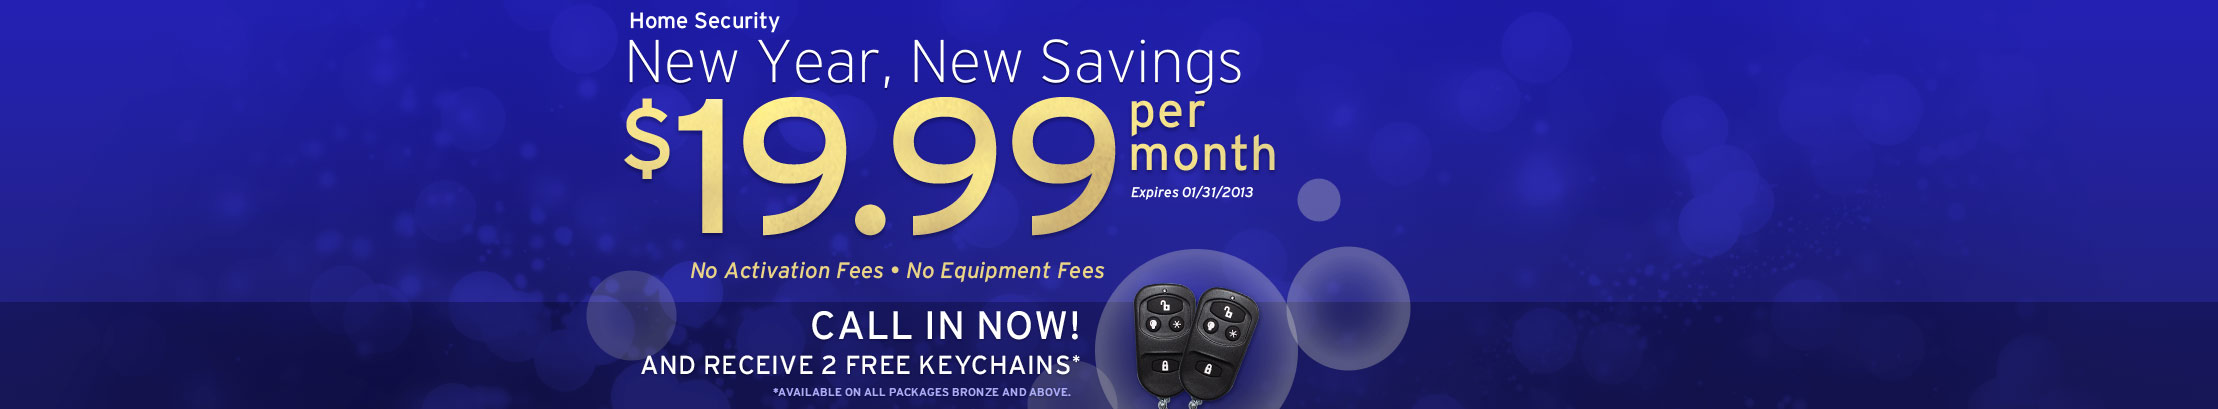 Home Security
New Year, New Savings
$19.99 per month
Expires 01/31/2013
No Activation Fees • No Equipment Fees
CALL IN NOW!
AND RECEIVE 2 FREE KEYCHAINS*
*AVAILABLE ON ALL PACKAGES BRONZE AND ABOVE.